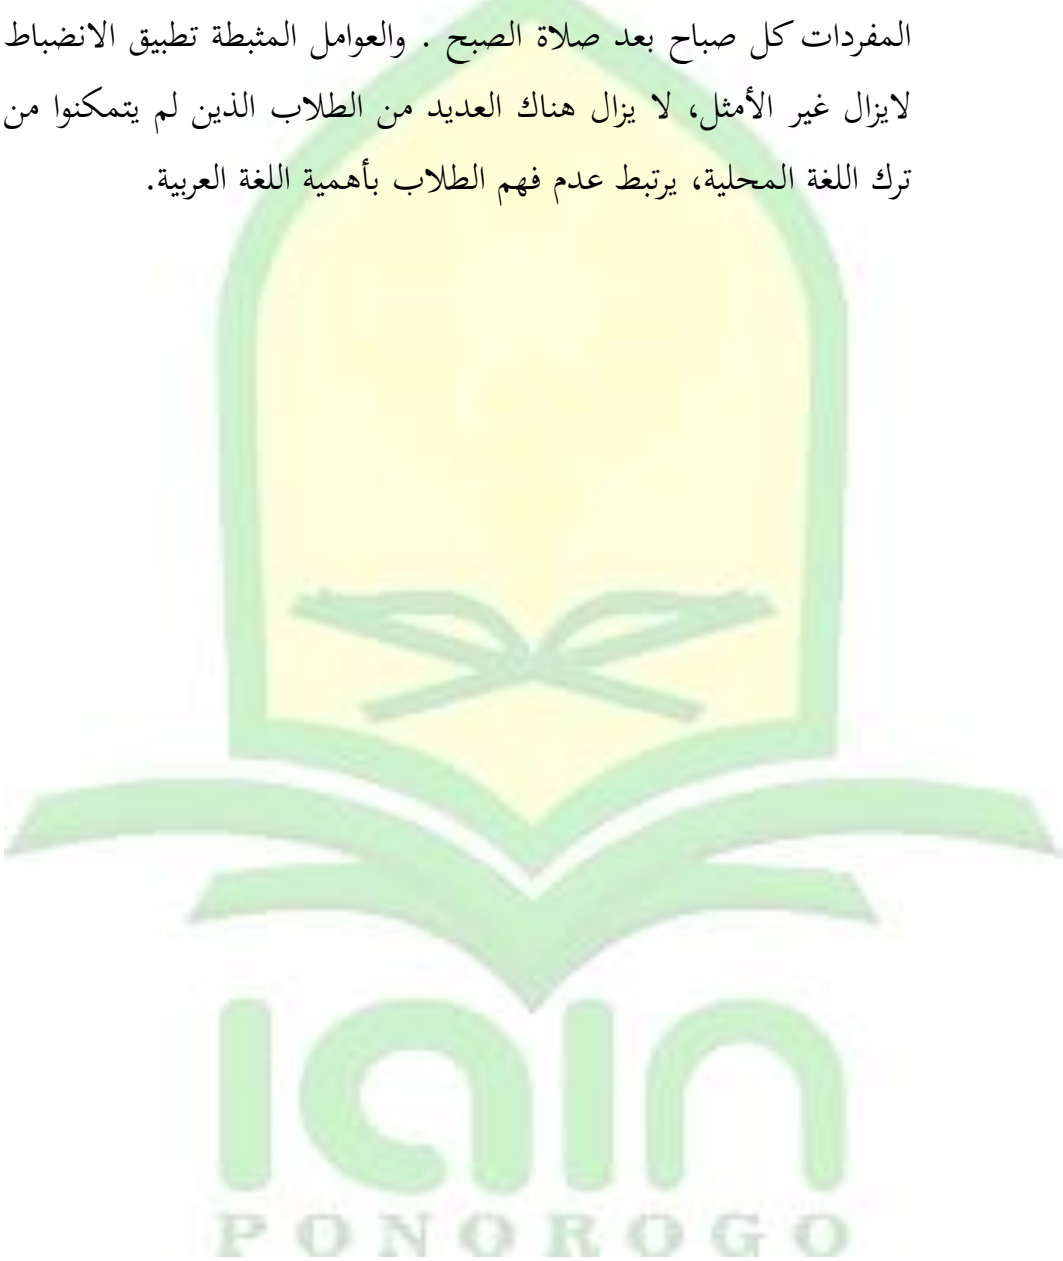 المفردات كل صباح بعد صلاة الصبح . والعوامل المثبطة تطبيق الانضباط
لايزال غير الأمثل، لا يزال هناك العديد من الطلاب الذين لم يتمكنوا من
ترك اللغة المحلية، يرتبط عدم فهم الطلاب بأهمية اللغة العربية.
iain
PONOROGO